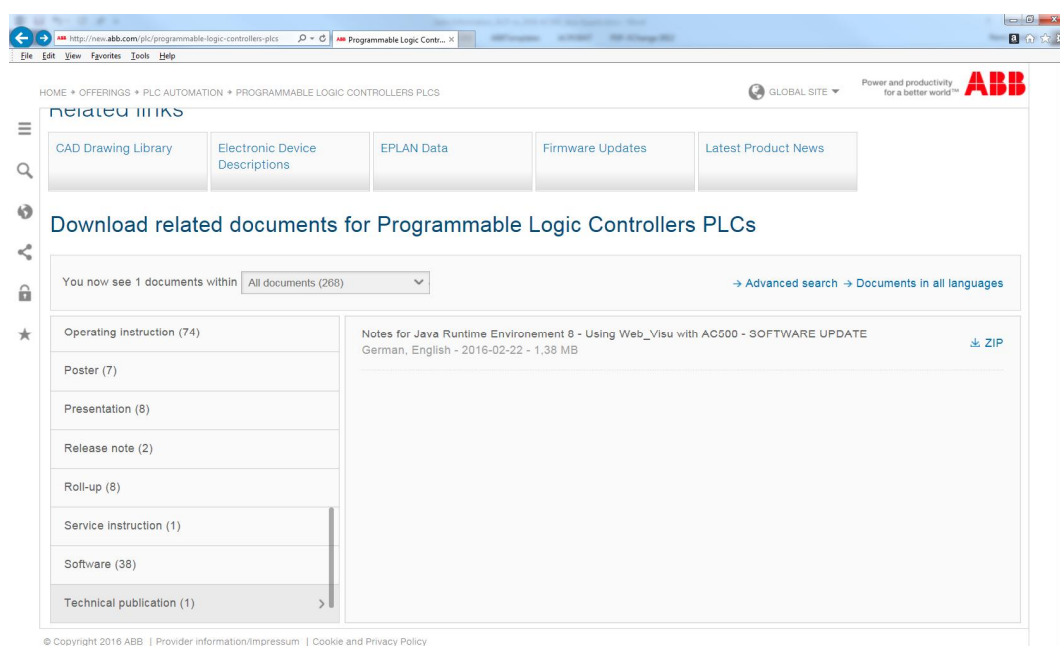 http://new.abb.com/plc/programmable-logic-controllers-plcs
ABB Programmable Logic Contr... ×
File Edit View Favorites Tools Help
HOME OFFERINGS PLC AUTOMATION PROGRAMMABLE LOGIC CONTROLLERS PLCS
GLOBAL SITE
Power and productivity
for a better world™
ABB
Related links
CAD Drawing Library
Electronic Device
Descriptions
EPLAN Data
Firmware Updates
Latest Product News
Download related documents for Programmable Logic Controllers PLCs
You now see 1 documents within All documents (268)
→ Advanced search → Documents in all languages
Operating instruction (74)
Poster (7)
Presentation (8)
Release note (2)
Roll-up (8)
Service instruction (1)
Software (38)
Technical publication (1)
Notes for Java Runtime Environement 8 - Using Web_Visu with AC500 - SOFTWARE UPDATE
German, English - 2016-02-22 - 1,38 MB
ZIP
© Copyright 2016 ABB | Provider information/Impressum | Cookie and Privacy Policy